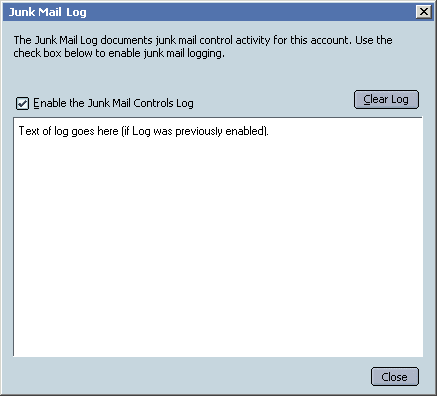 Junk Mail Log
The Junk Mail Log documents junk mail control activity for this account. Use the
check box below to enable junk mail logging.
Enable the Junk Mail Controls Log
Clear Log
Text of log goes here (if Log was previously enabled).
Close